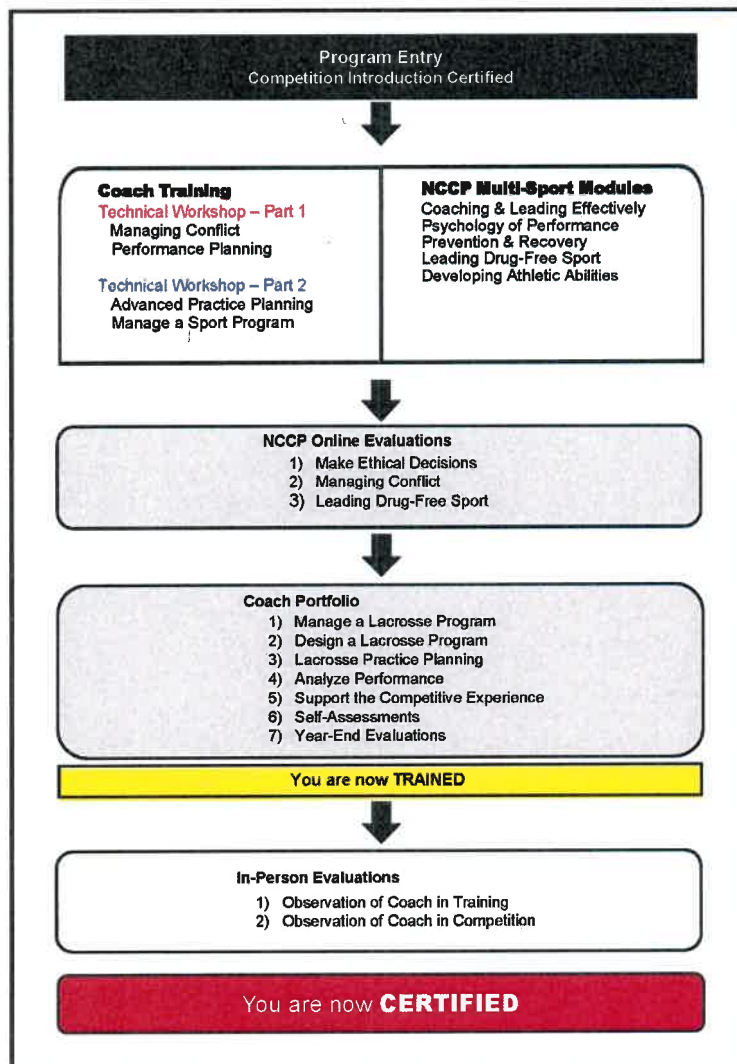 Program Entry
Competition Introduction Certified
Coach Training
Technical Workshop – Part 1
Managing Conflict
Performance Planning
Technical Workshop – Part 2
Advanced Practice Planning
Manage a Sport Program
NCCP Multi-Sport Modules
Coaching & Leading Effectively
Psychology of Performance
Prevention & Recovery
Leading Drug-Free Sport
Developing Athletic Abilities
NCCP Online Evaluations
1) Make Ethical Decisions
2) Managing Conflict
3) Leading Drug-Free Sport
Coach Portfolio
1) Manage a Lacrosse Program
2) Design a Lacrosse Program
3) Lacrosse Practice Planning
4) Analyze Performance
5) Support the Competitive Experience
6) Self-Assessments
7) Year-End Evaluations
You are now TRAINED
In-Person Evaluations
1) Observation of Coach in Training
2) Observation of Coach in Competition
You are now CERTIFIED